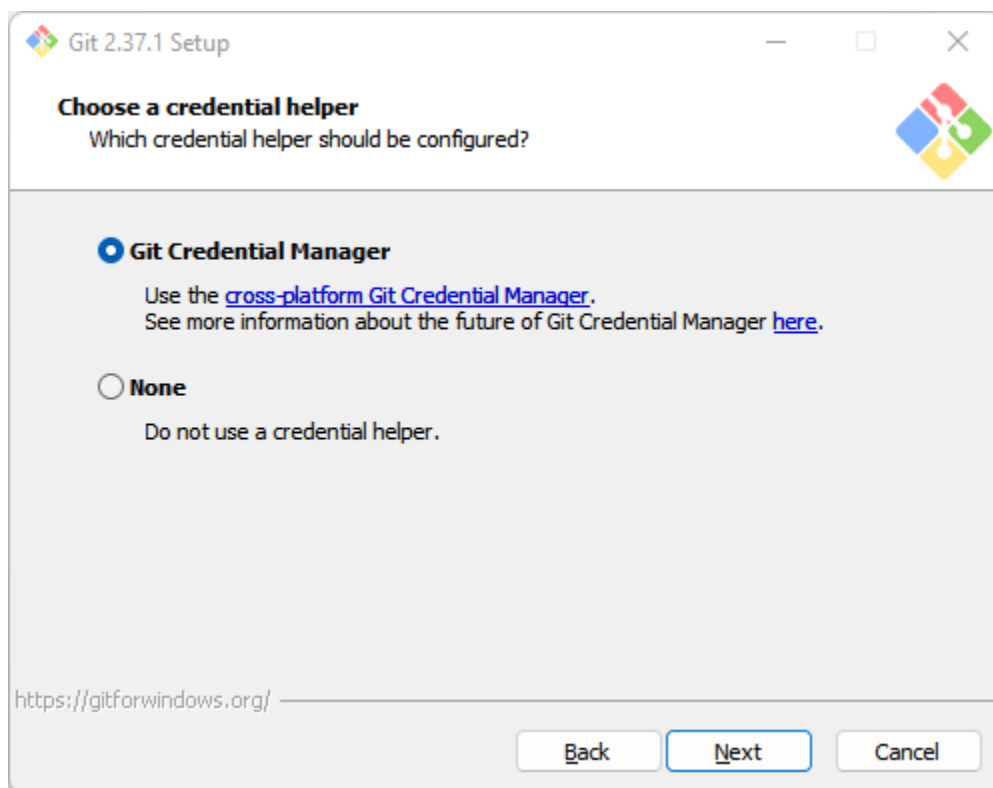 Git 2.37.1 Setup
Choose a credential helper
Which credential helper should be configured?
Git Credential Manager
Use the cross-platform Git Credential Manager.
See more information about the future of Git Credential Manager here.
None
Do not use a credential helper.
https://gitforwindows.org/
Back Next Cancel